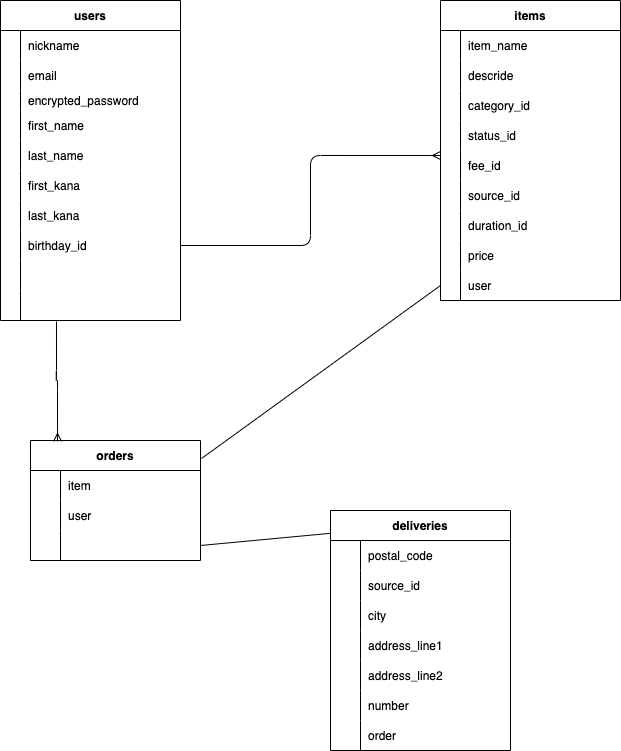 users
nickname
email
encrypted_password
first_name
last_name
first_kana
last_kana
birthday_id
items
item_name
descride
category_id
status_id
fee_id
source_id
duration_id
price
user
orders
item
user
deliveries
postal_code
source_id
city
address_line1
address_line2
number
order